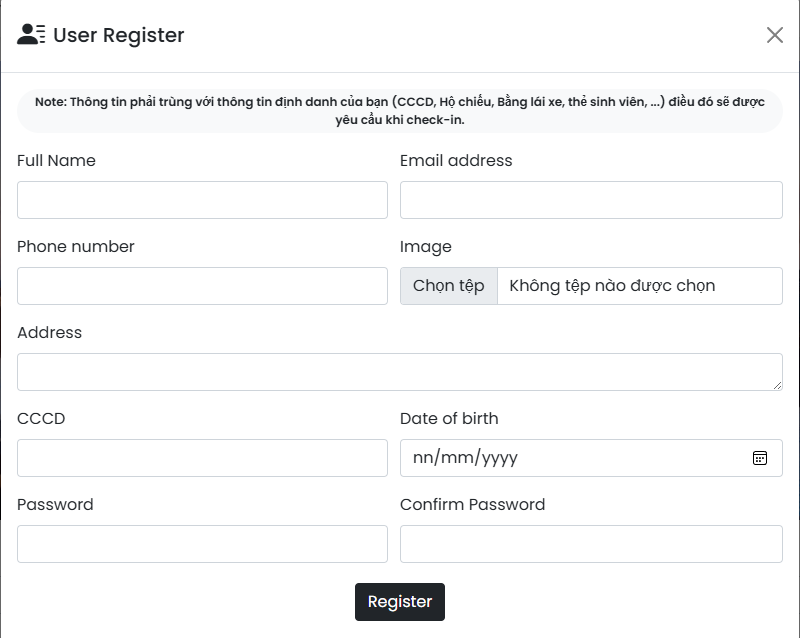 User Register
Note: Thông tin phải trùng với thông tin định danh của bạn (CCCD, Hộ chiếu, Bằng lái xe, thẻ sinh viên, ...) điều đó sẽ được
yêu cầu khi check-in.
Full Name
Email address
Phone number
Image
Chọn tệp
Không tệp nào được chọn
Address
CCCD
Date of birth
nn/mm/yyyy
Password
Confirm Password
Register